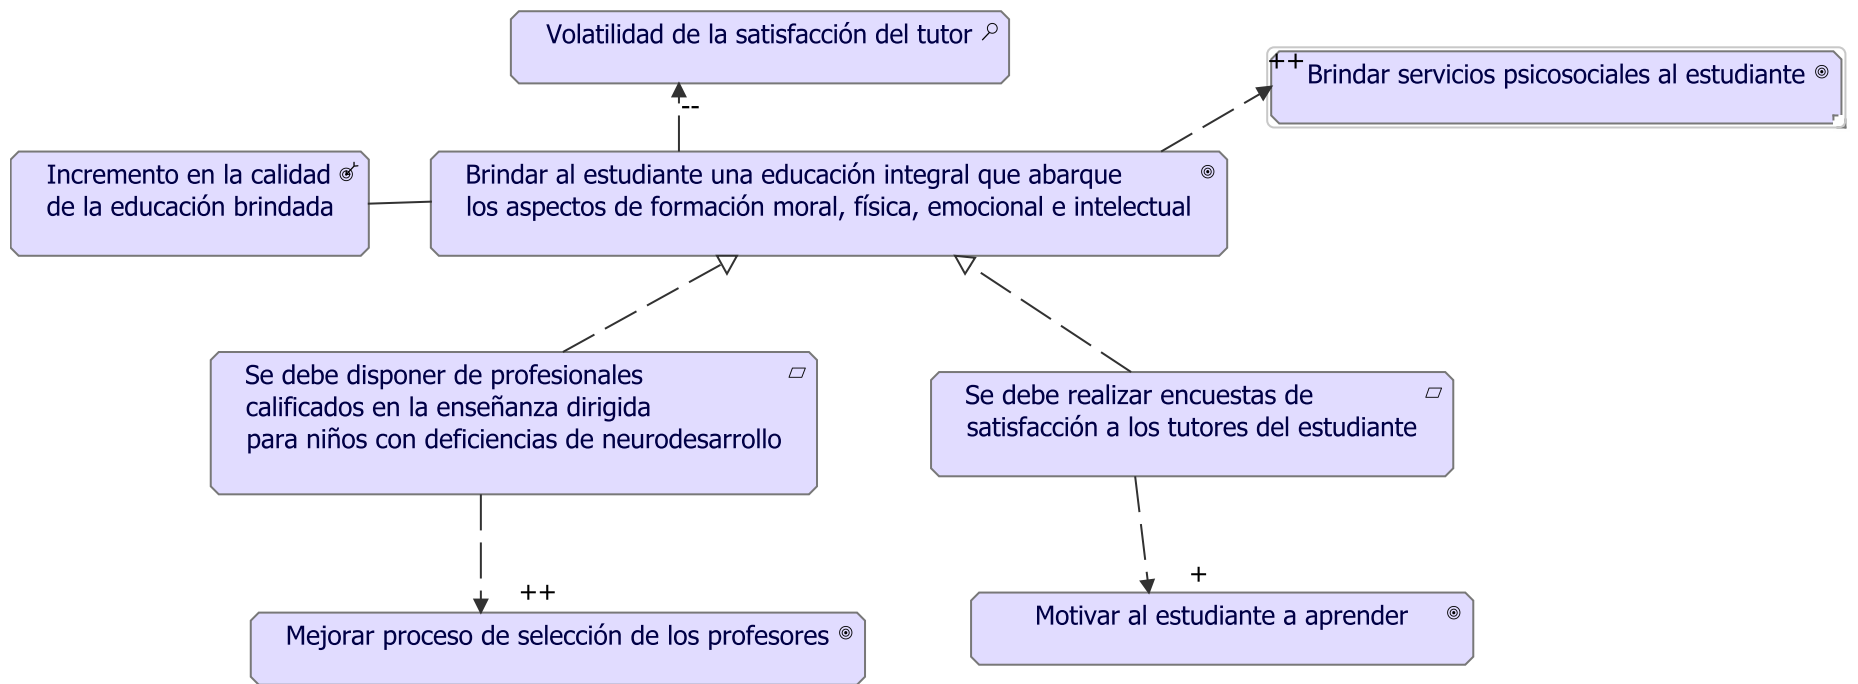 Volatilidad de la satisfacción del tutor
++
Brindar servicios psicosociales al estudiante
--
Incremento en la calidad
de la educación brindada
Brindar al estudiante una educación integral que abarque
los aspectos de formación moral, física, emocional e intelectual
Se debe disponer de profesionales
calificados en la enseñanza dirigida
para niños con deficiencias de neurodesarrollo
Se debe realizar encuestas de
satisfacción a los tutores del estudiante
++
+
Mejorar proceso de selección de los profesores
Motivar al estudiante a aprender